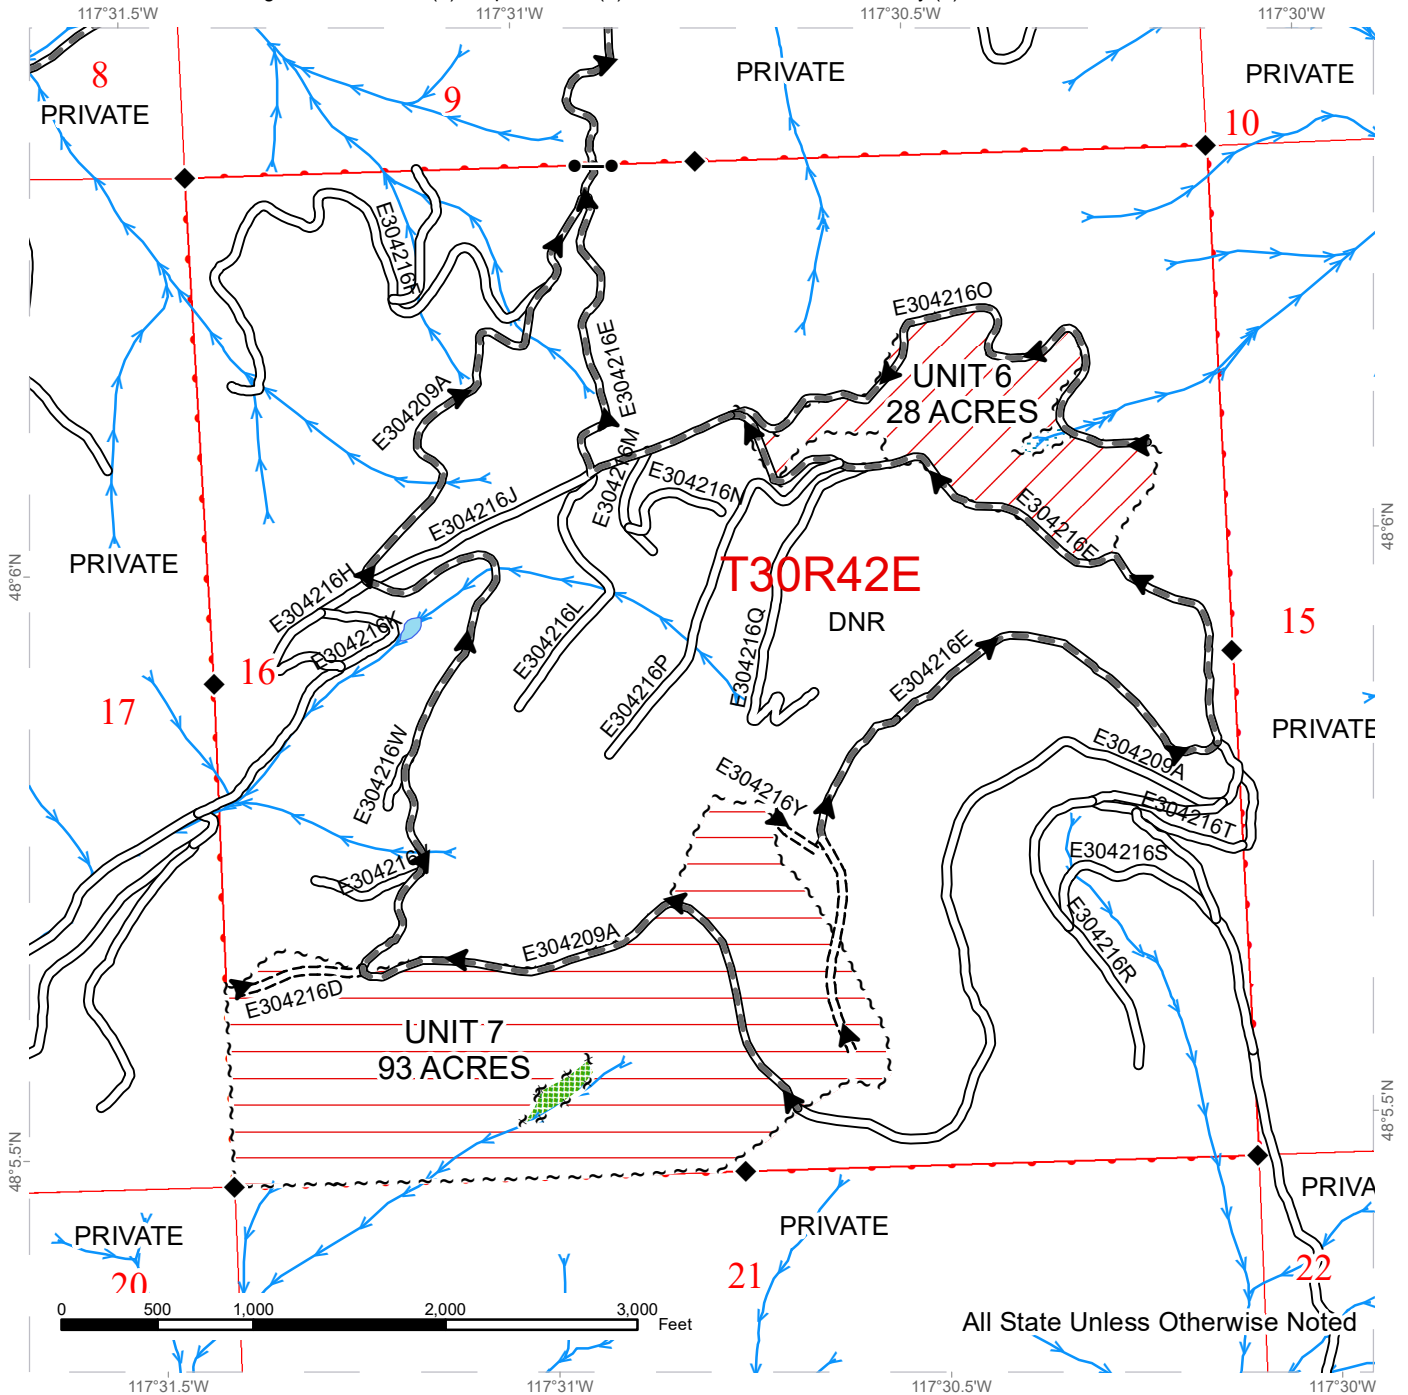 117°31.5'W
117°31'W
117°30.5'W
117°30'W
8
PRIVATE
9
PRIVATE
PRIVATE
10
E304216F
E304216O
E304216E
E304209A
UNIT 6
28 ACRES
E304216M
E304216N
E304216J
E304216E
48°6'N
48°6'N
PRIVATE
T30R42E
DNR
E304216H
E304216K
E304216L
E304216P
E304216Q
E304216E
15
16
17
PRIVATE
E304216W
E304209A
E304216Y
E304216T
E304216S
E304216
E304216R
E304209A
E304216D
UNIT 7
93 ACRES
48°5.5'N
48°5.5'N
PRIVATE
PRIVATE
PRIVA
20
21
22
0 500 1,000 2,000 3,000
Feet
All State Unless Otherwise Noted
117°31.5'W
117°31'W
117°30.5'W
117°30'W